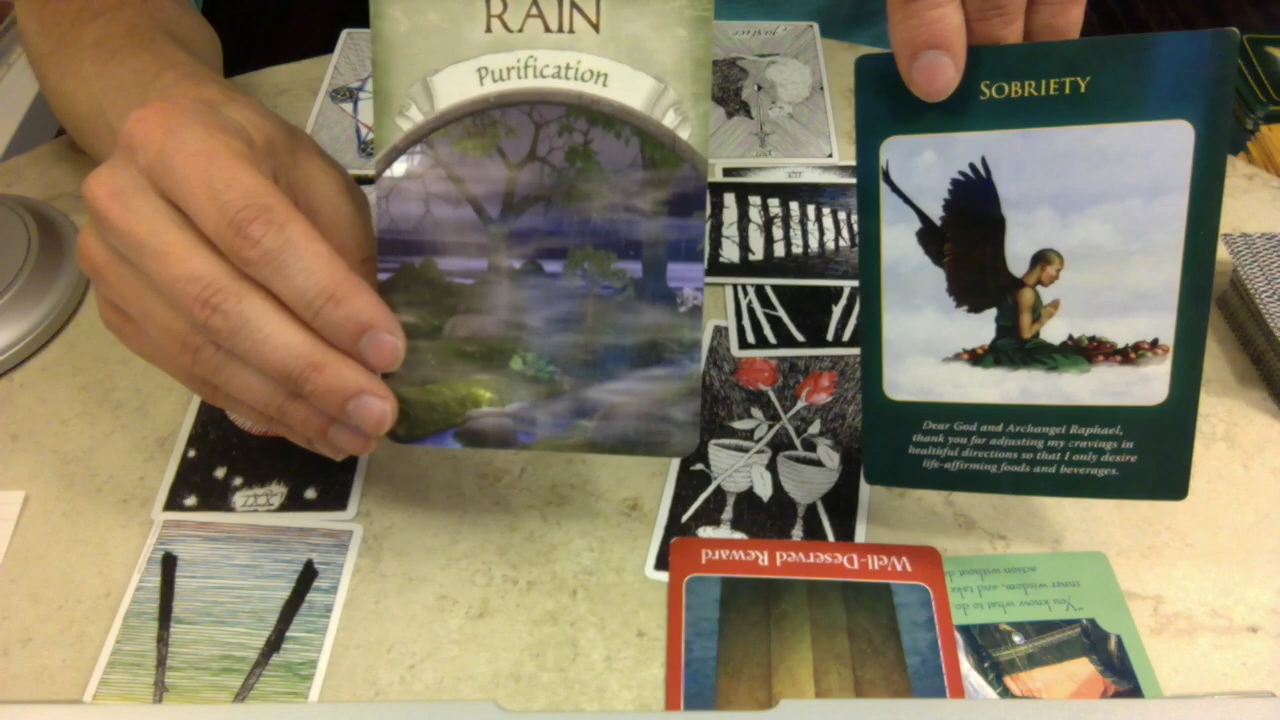 RAIN
Purification
Justice
SOBRIETY
Dear God and Archangel Raphael,
thank you for adjusting my cravings in
healthful directions so that I only desire
life-affirming foods and beverages.
Well-Deserved Reward
"You know what to do.
inner wisdom, and take
action without